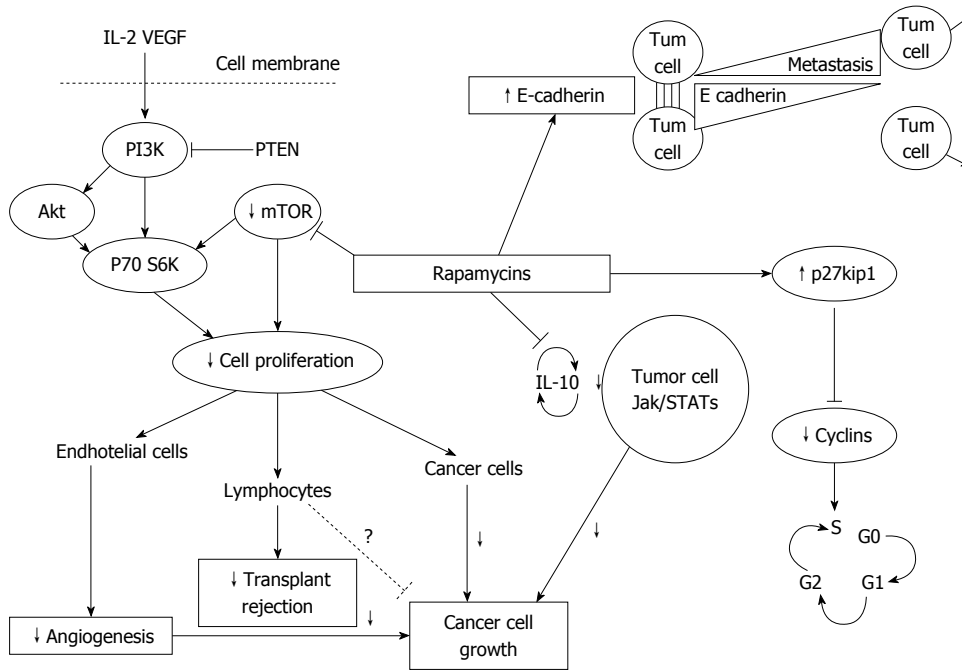 IL-2 VEGF
Cell membrane
PI3K
PTEN
Akt
↓ mTOR
P70 S6K
↑ E-cadherin
Tum
cell
Tum
cell
Metastasis
E cadherin
Tum
cell
Tum
cell
Rapamycins
↑ p27kip1
↓ Cell proliferation
IL-10
↓
Tumor cell
Jak/STATs
↓ Cyclins
Endhotelial cells
Lymphocytes
Cancer cells
?
↓
↓
S
G0
G1
G2
↓ Transplant
rejection
↓ Angiogenesis
↓
Cancer cell
growth